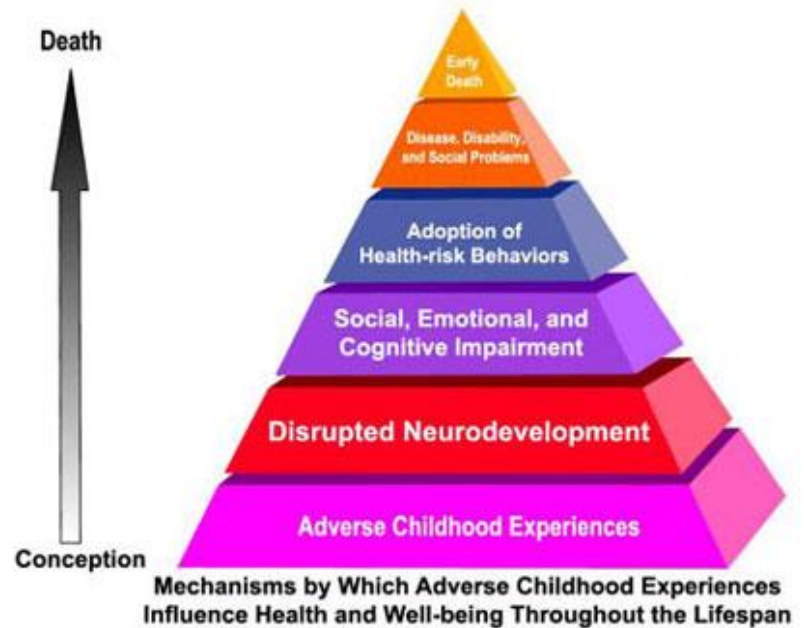 Death
Early
Death
Disease, Disability,
and Social Problems
Adoption of
Health-risk Behaviors
Social, Emotional, and
Cognitive Impairment
Disrupted Neurodevelopment
Adverse Childhood Experiences
Conception
Mechanisms by Which Adverse Childhood Experiences
Influence Health and Well-being Throughout the Lifespan